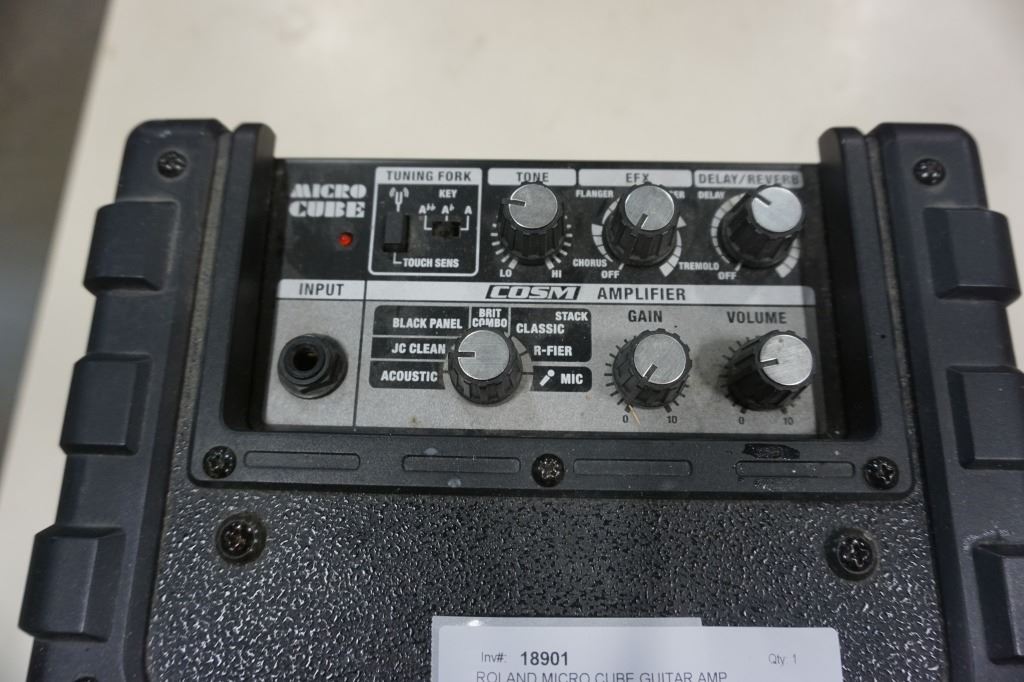 MICRO
CUBE
TUNING FORK
KEY
A♭♭ A♭ A
TOUCH SENS
TONE
LO HI
EFX
FLANGER
CHORUS
OFF
TREMOLO
DELAY/REVERB
DELAY
OFF
INPUT
COSM AMPLIFIER
BLACK PANEL
BRIT
COMBO
STACK
CLASSIC
JC CLEAN
R-FIER
ACOUSTIC
MIC
GAIN
0 10
VOLUME
0 10
Inv#: 18901 Qty: 1
ROLAND MICRO CUBE GUITAR AMP